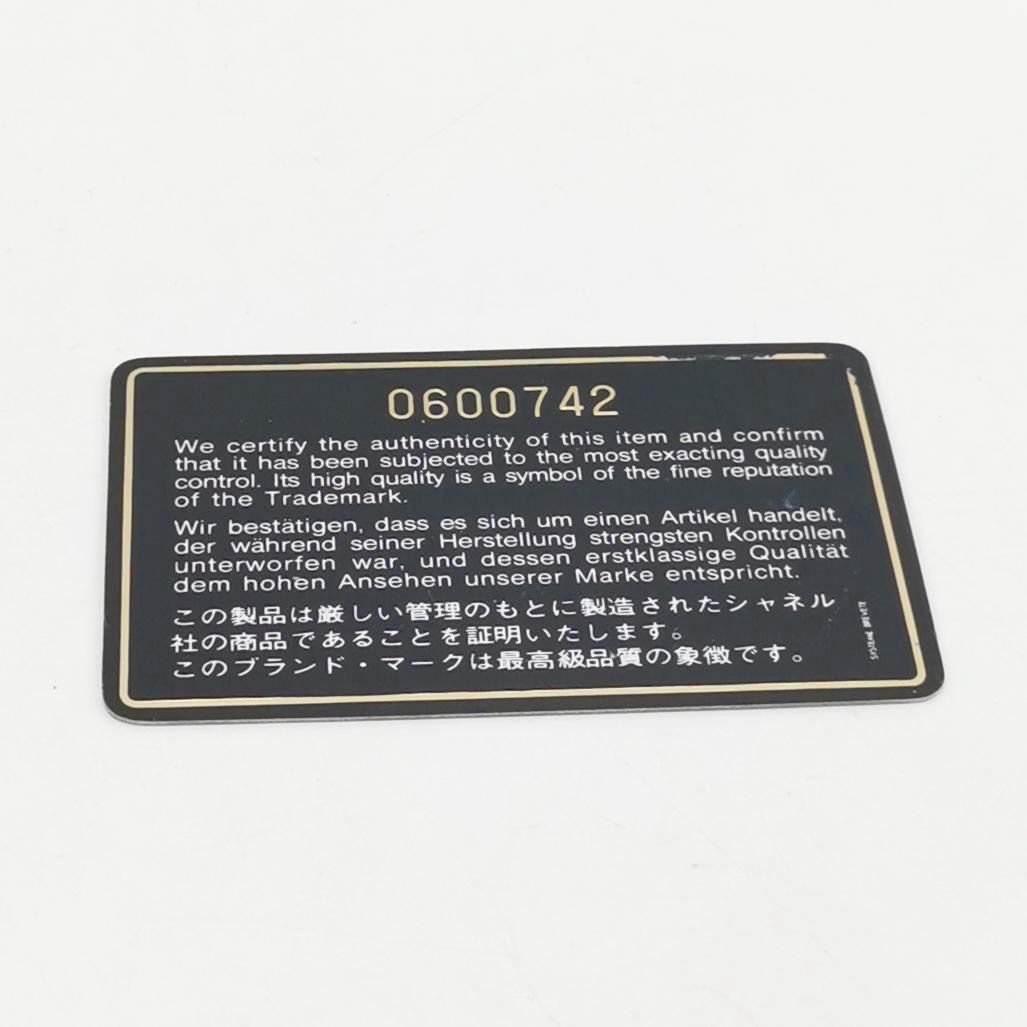 0600742
We certify the authenticity of this item and confirm
that it has been subjected to the most exacting quality
control. Its high quality is a symbol of the fine reputation
of the Trademark.
Wir bestätigen, dass es sich um einen Artikel handelt,
der während seiner Herstellung strengsten Kontrollen
unterworfen war, und dessen erstklassige Qualität
dem hohen Ansehen unserer Marke entspricht.
この製品は厳しい管理のもとに製造されたシャネル
社の商品であることを証明いたします。
このブランド・マークは最高級品質の象徴です。
SYSTEME BREVETE